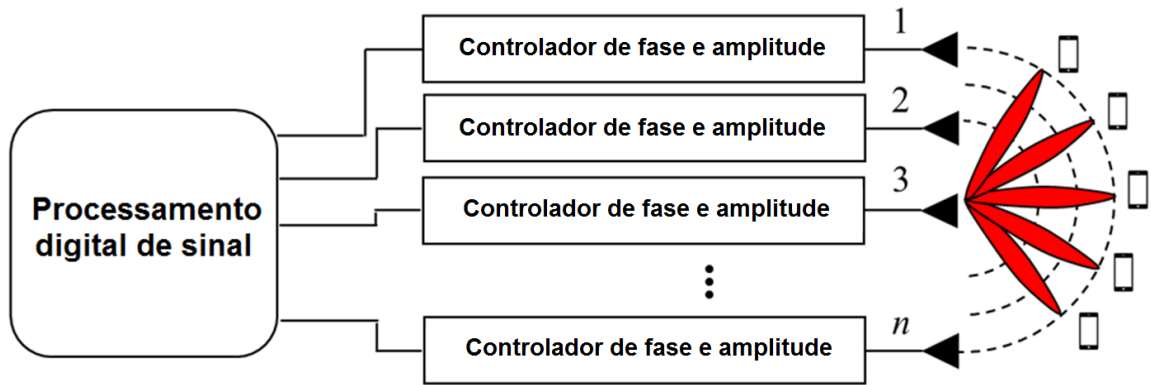 Processamento
digital de sinal
Controlador de fase e amplitude
1
Controlador de fase e amplitude
2
Controlador de fase e amplitude
3
Controlador de fase e amplitude
n